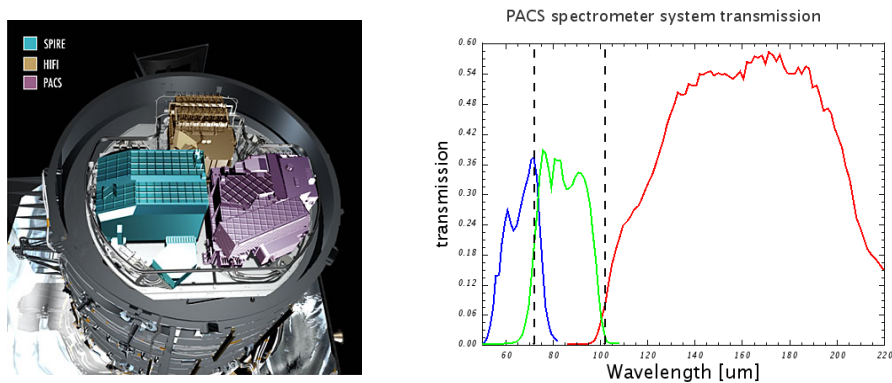 SPIRE
HIFI
PACS
PACS spectrometer system transmission
transmission
0.60
0.54
0.48
0.42
0.36
0.30
0.24
0.18
0.12
0.06
0.00
60 80 100 120 140 160 180 200 220
Wavelength [um]